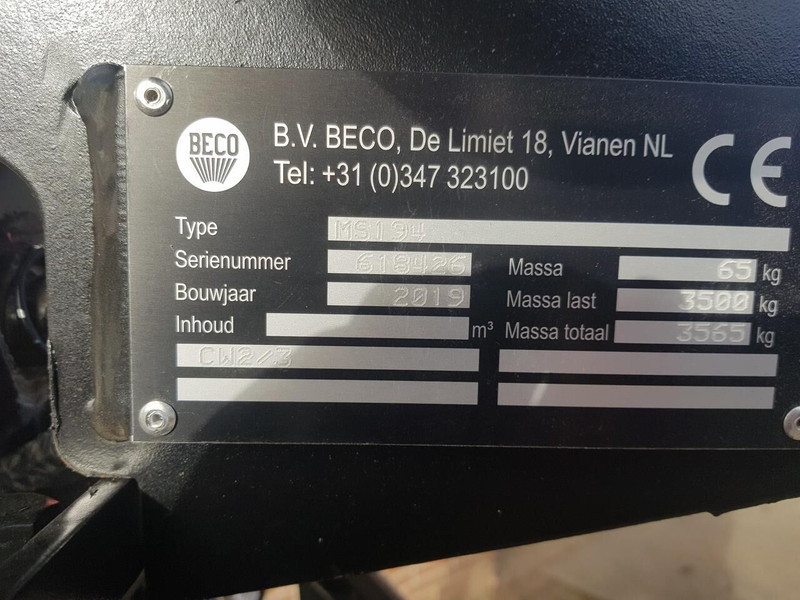 BECO
B.V. BECO, De Limiet 18, Vianen NL
Tel: +31 (0)347 323100
CE
Type MS194
Serienummer 618426
Massa 65 kg
Bouwjaar 2019
Massa last 3500 kg
Inhoud m³
Massa totaal 3565 kg
CW2/3